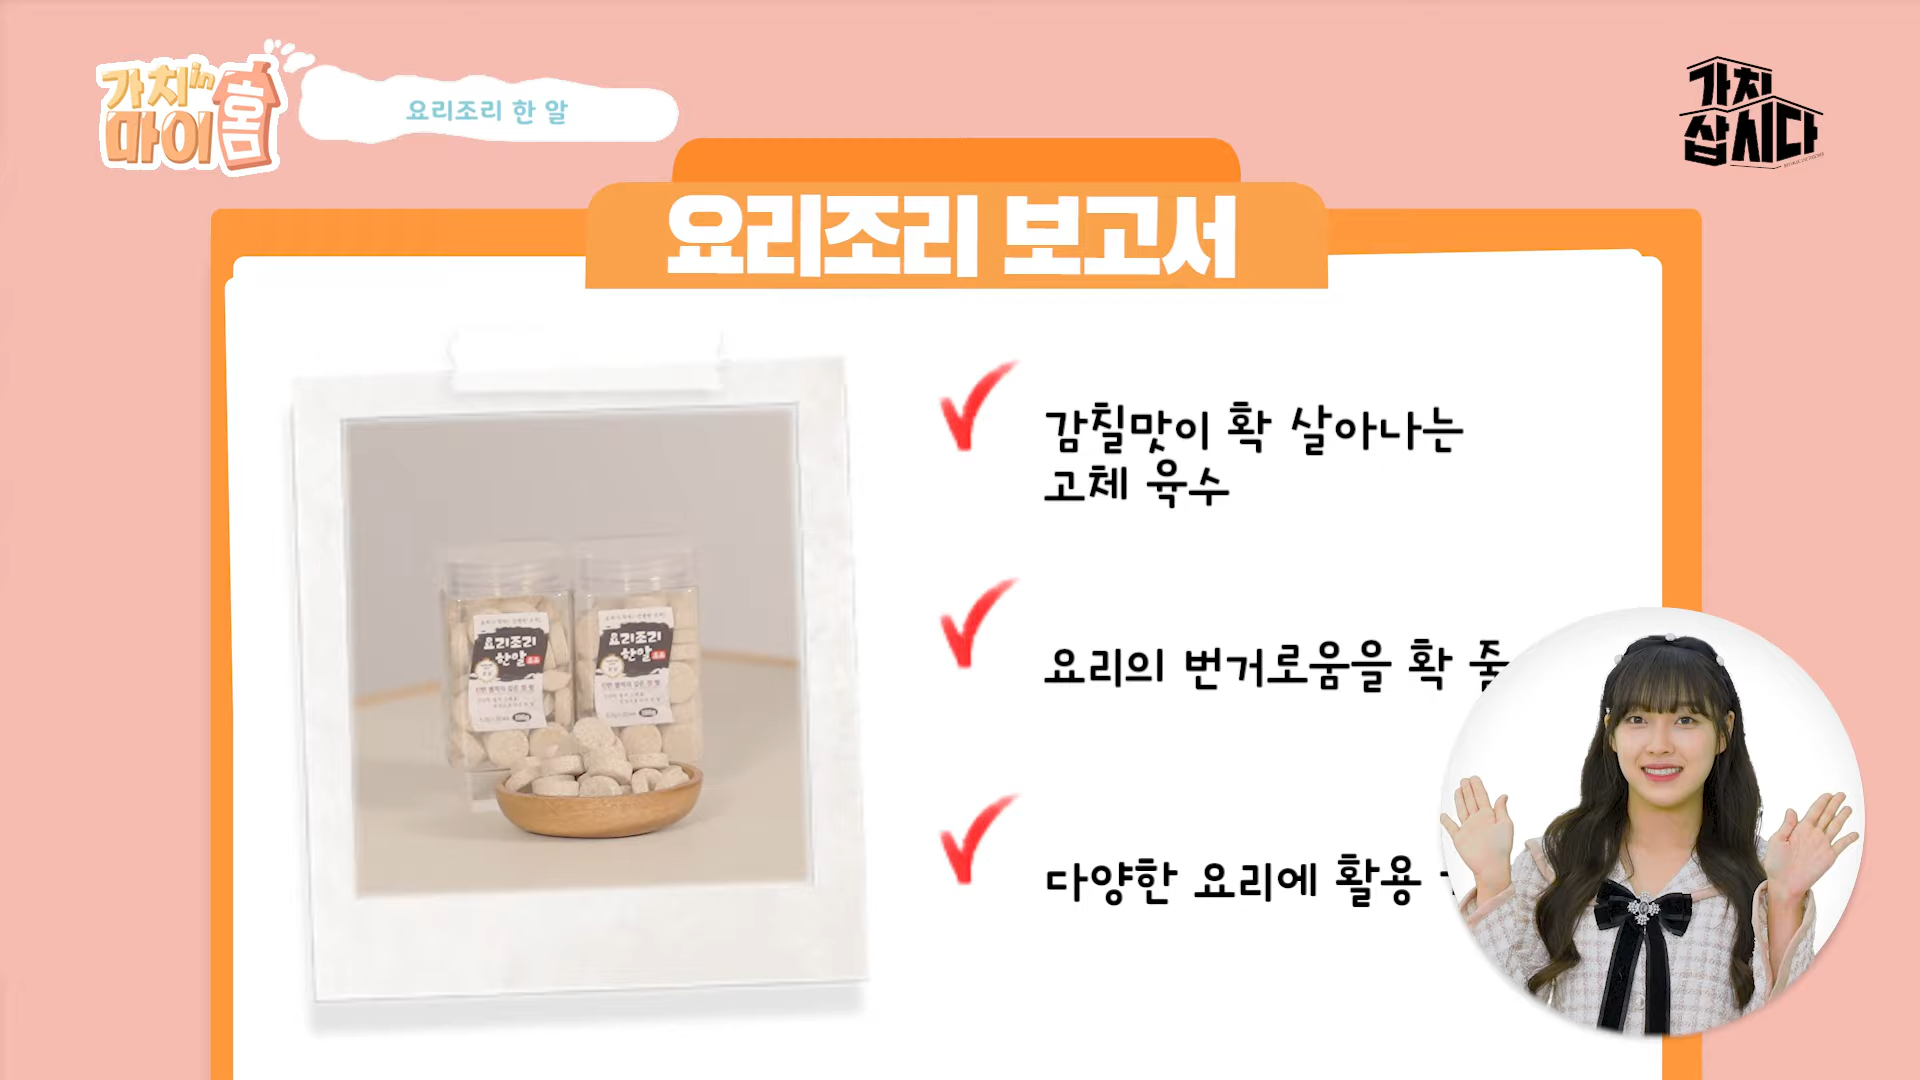 가치in
마이홈
요리조리 한 알
가치
삽시다
요리조리 보고서
감칠맛이 확 살아나는
고체 육수
요리의 번거로움을 확 줄
다양한 요리에 활용
요리조리
한알
요리조리
한알